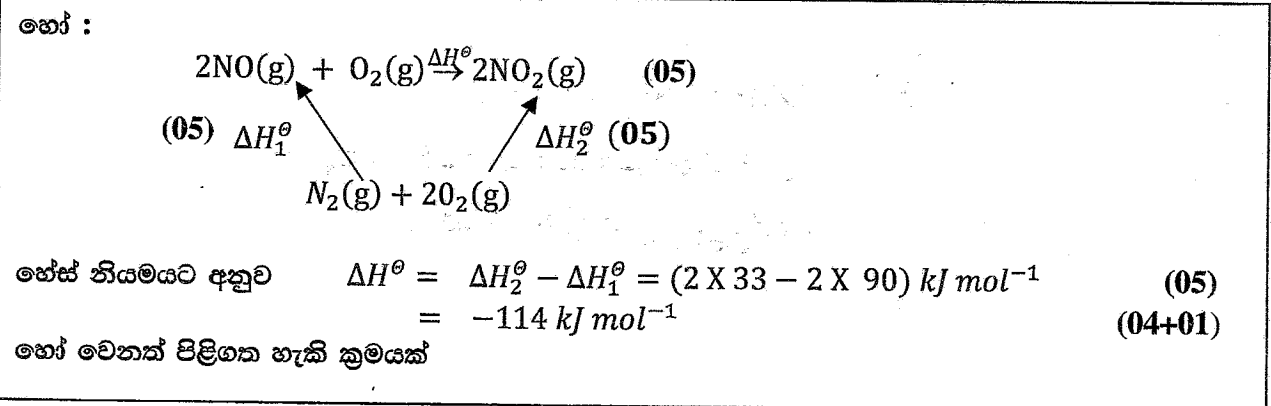 හෝ :
2NO(g) + O₂(g) ΔH^θ→ 2NO₂(g) (05)
(05) ΔH₁^θ ΔH₂^θ (05)
N₂(g) + 2O₂(g)
හේස් නියමයට අනුව ΔH^θ = ΔH₂^θ − ΔH₁^θ = (2 X 33 − 2 X 90) kJ mol⁻¹ (05)
= −114 kJ mol⁻¹ (04+01)
හෝ වෙනත් පිළිගත හැකි ක්‍රමයක්